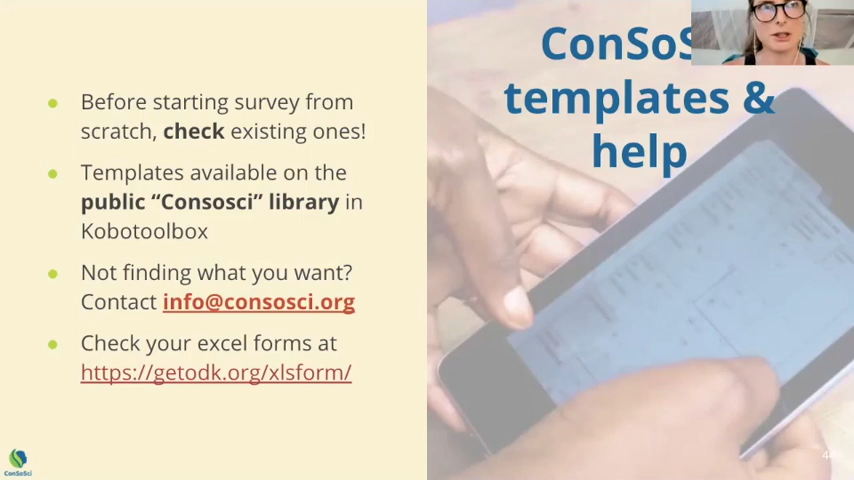 ConSoS
templates &
help
Before starting survey from
scratch, check existing ones!
Templates available on the
public “Consosci” library in
Kobotoolbox
Not finding what you want?
Contact info@consosci.org
Check your excel forms at
https://getodk.org/xlsform/
ConSoSci